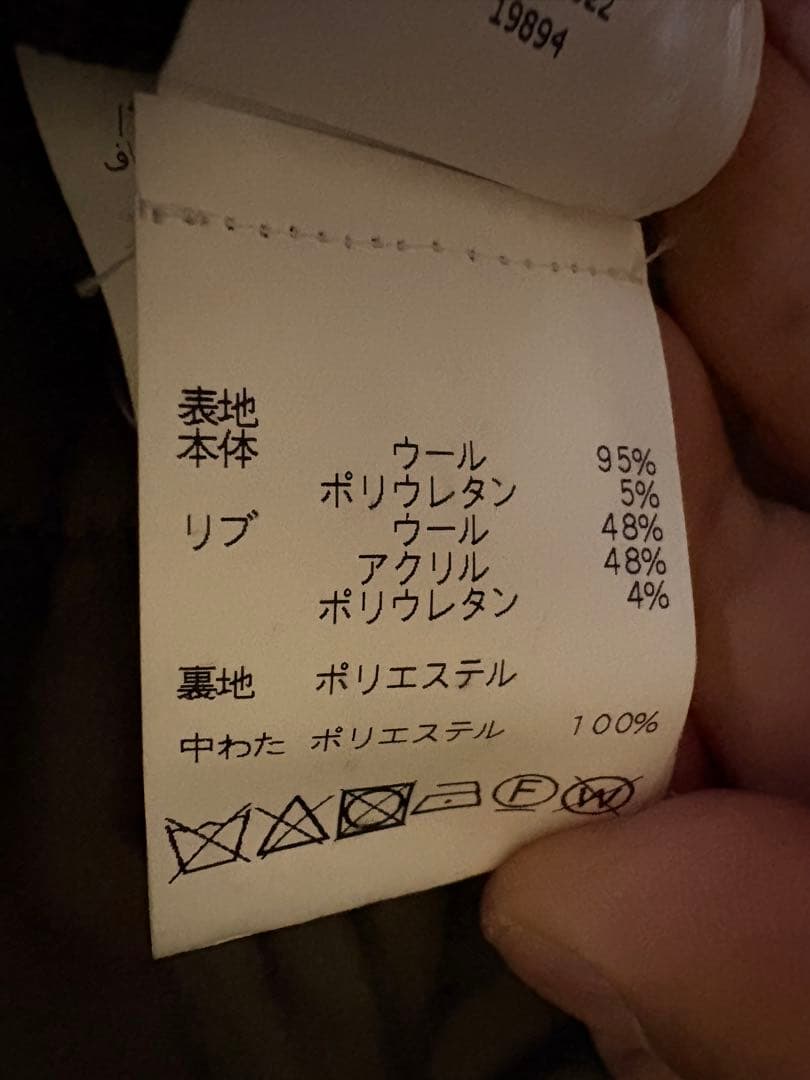 19894
表地
本体 ウール 95%
ポリウレタン 5%
リブ ウール 48%
アクリル 48%
ポリウレタン 4%
裏地 ポリエステル
中わた ポリエステル 100%
F W